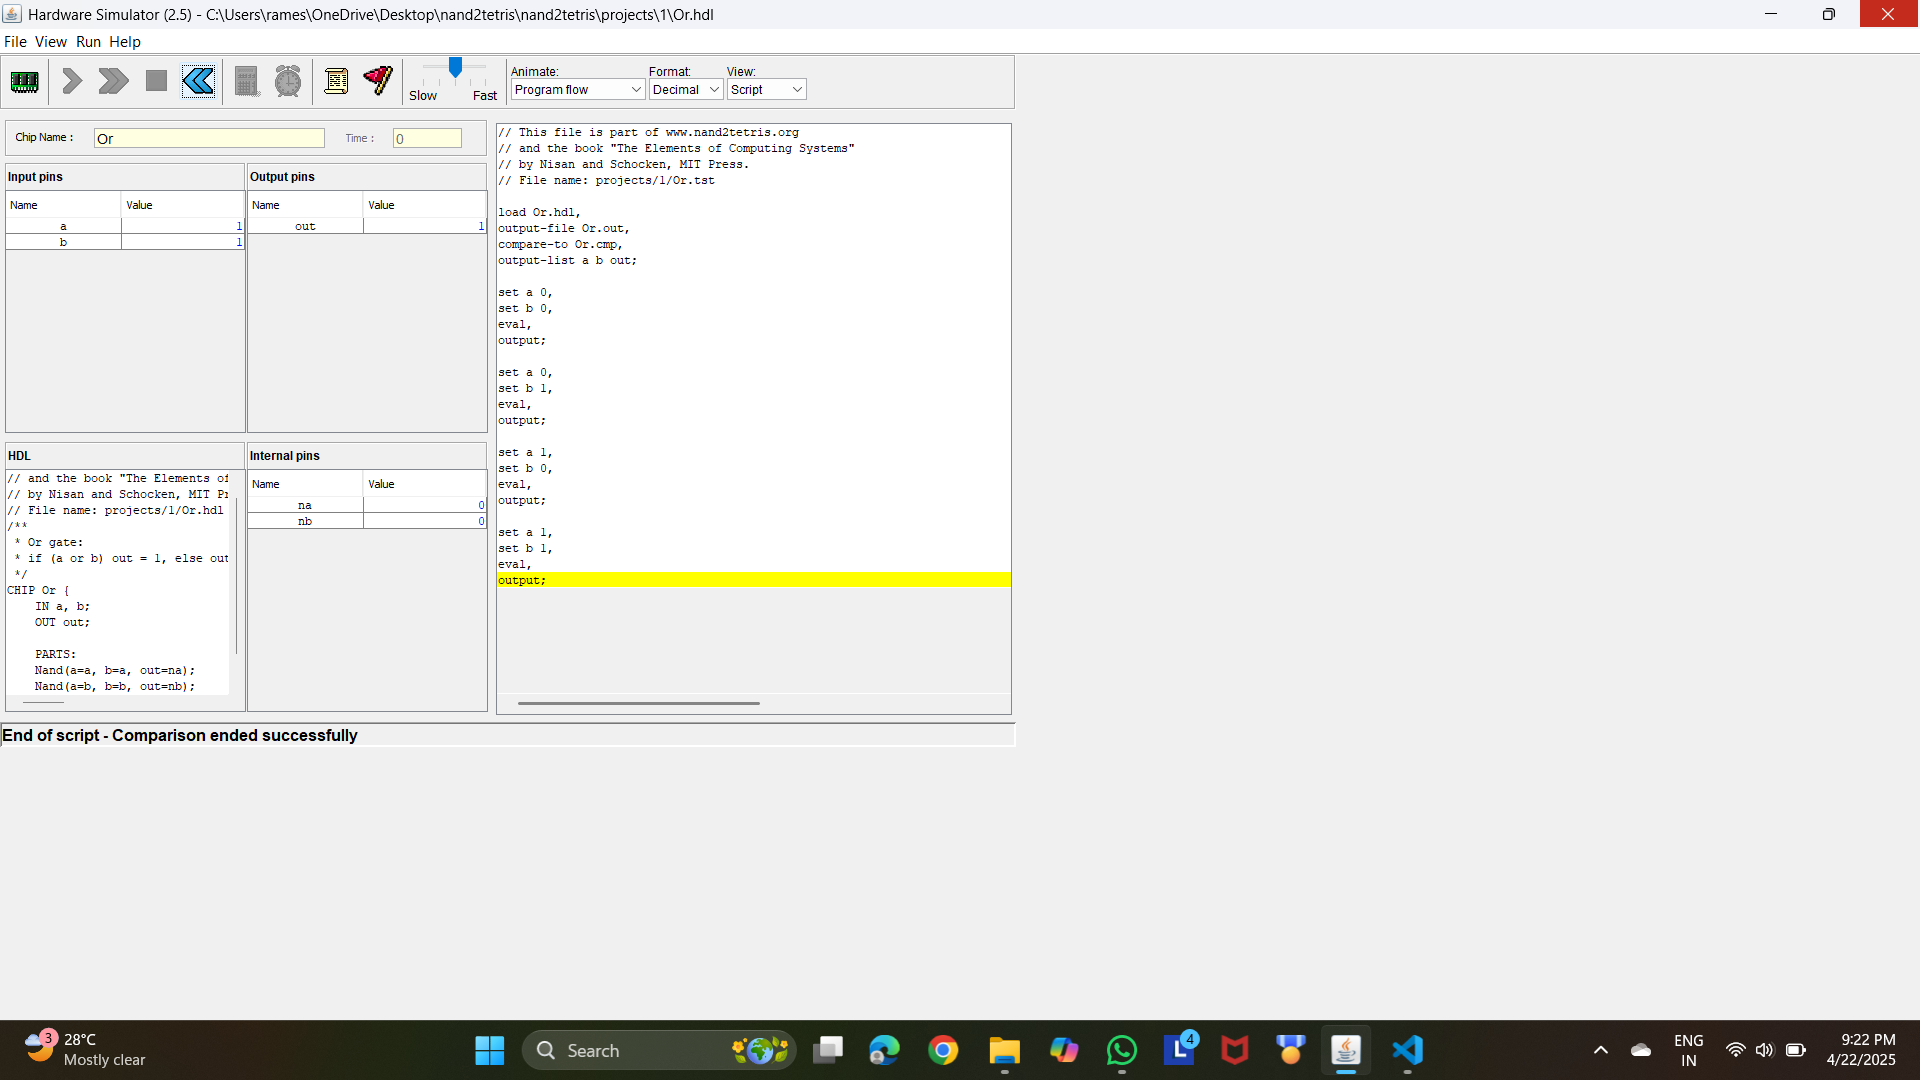 Hardware Simulator (2.5) - C:\Users\rames\OneDrive\Desktop\nand2tetris\nand2tetris\projects\1\Or.hdl
File View Run Help
Slow Fast
Animate: Format: View:
Program flow Decimal Script
Chip Name : Or Time : 0
Input pins
Name Value
a 1
b 1
Output pins
Name Value
out 1
HDL
// and the book "The Elements of
// by Nisan and Schocken, MIT Pr
// File name: projects/1/Or.hdl
/**
* Or gate:
* if (a or b) out = 1, else out
*/
CHIP Or {
IN a, b;
OUT out;
PARTS:
Nand(a=a, b=a, out=na);
Nand(a=b, b=b, out=nb);
Internal pins
Name Value
na 0
nb 0
// This file is part of www.nand2tetris.org
// and the book "The Elements of Computing Systems"
// by Nisan and Schocken, MIT Press.
// File name: projects/1/Or.tst
load Or.hdl,
output-file Or.out,
compare-to Or.cmp,
output-list a b out;
set a 0,
set b 0,
eval,
output;
set a 0,
set b 1,
eval,
output;
set a 1,
set b 0,
eval,
output;
set a 1,
set b 1,
eval,
output;
End of script - Comparison ended successfully
3
28°C
Mostly clear
Search
L 4
ENG
IN
9:22 PM
4/22/2025